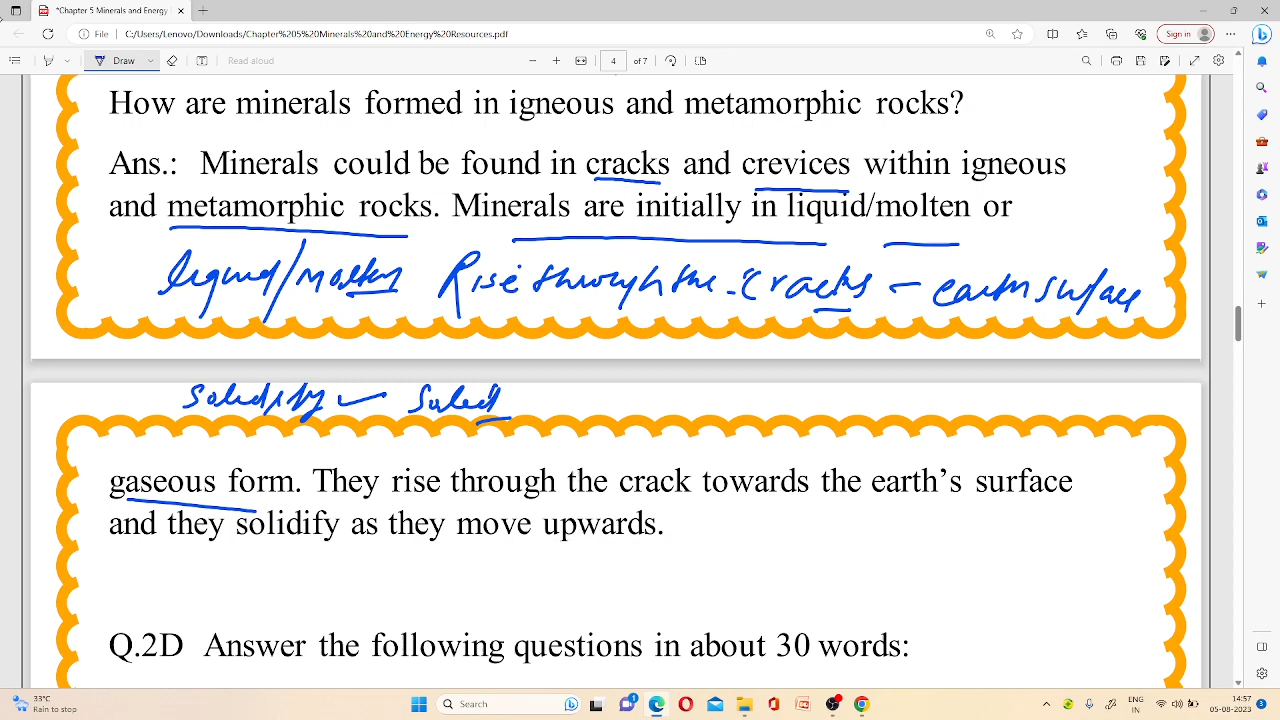 *Chapter 5 Minerals and Energy
File C:/Users/Lenovo/Downloads/Chapter%205%20Minerals%20and%20Energy%20Resources.pdf
Sign in
Draw
Read aloud
4 of 7
How are minerals formed in igneous and metamorphic rocks?
Ans.: Minerals could be found in cracks and crevices within igneous
and metamorphic rocks. Minerals are initially in liquid/molten or
liquid/molten Rise through the cracks – earth surface
solidify solid
gaseous form. They rise through the crack towards the earth’s surface
and they solidify as they move upwards.
Q.2D Answer the following questions in about 30 words:
33°C
Rain to stop
Search
1
ENG
IN
14:57
05-08-2023